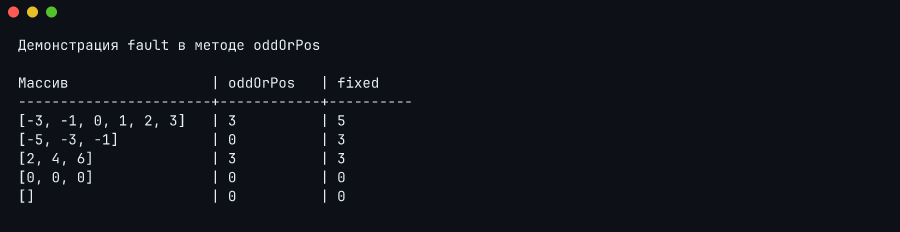 Демонстрация fault в методе oddOrPos
Массив | oddOrPos | fixed
-----------------------+------------+----------
[-3, -1, 0, 1, 2, 3] | 3 | 5
[-5, -3, -1] | 0 | 3
[2, 4, 6] | 3 | 3
[0, 0, 0] | 0 | 0
[] | 0 | 0